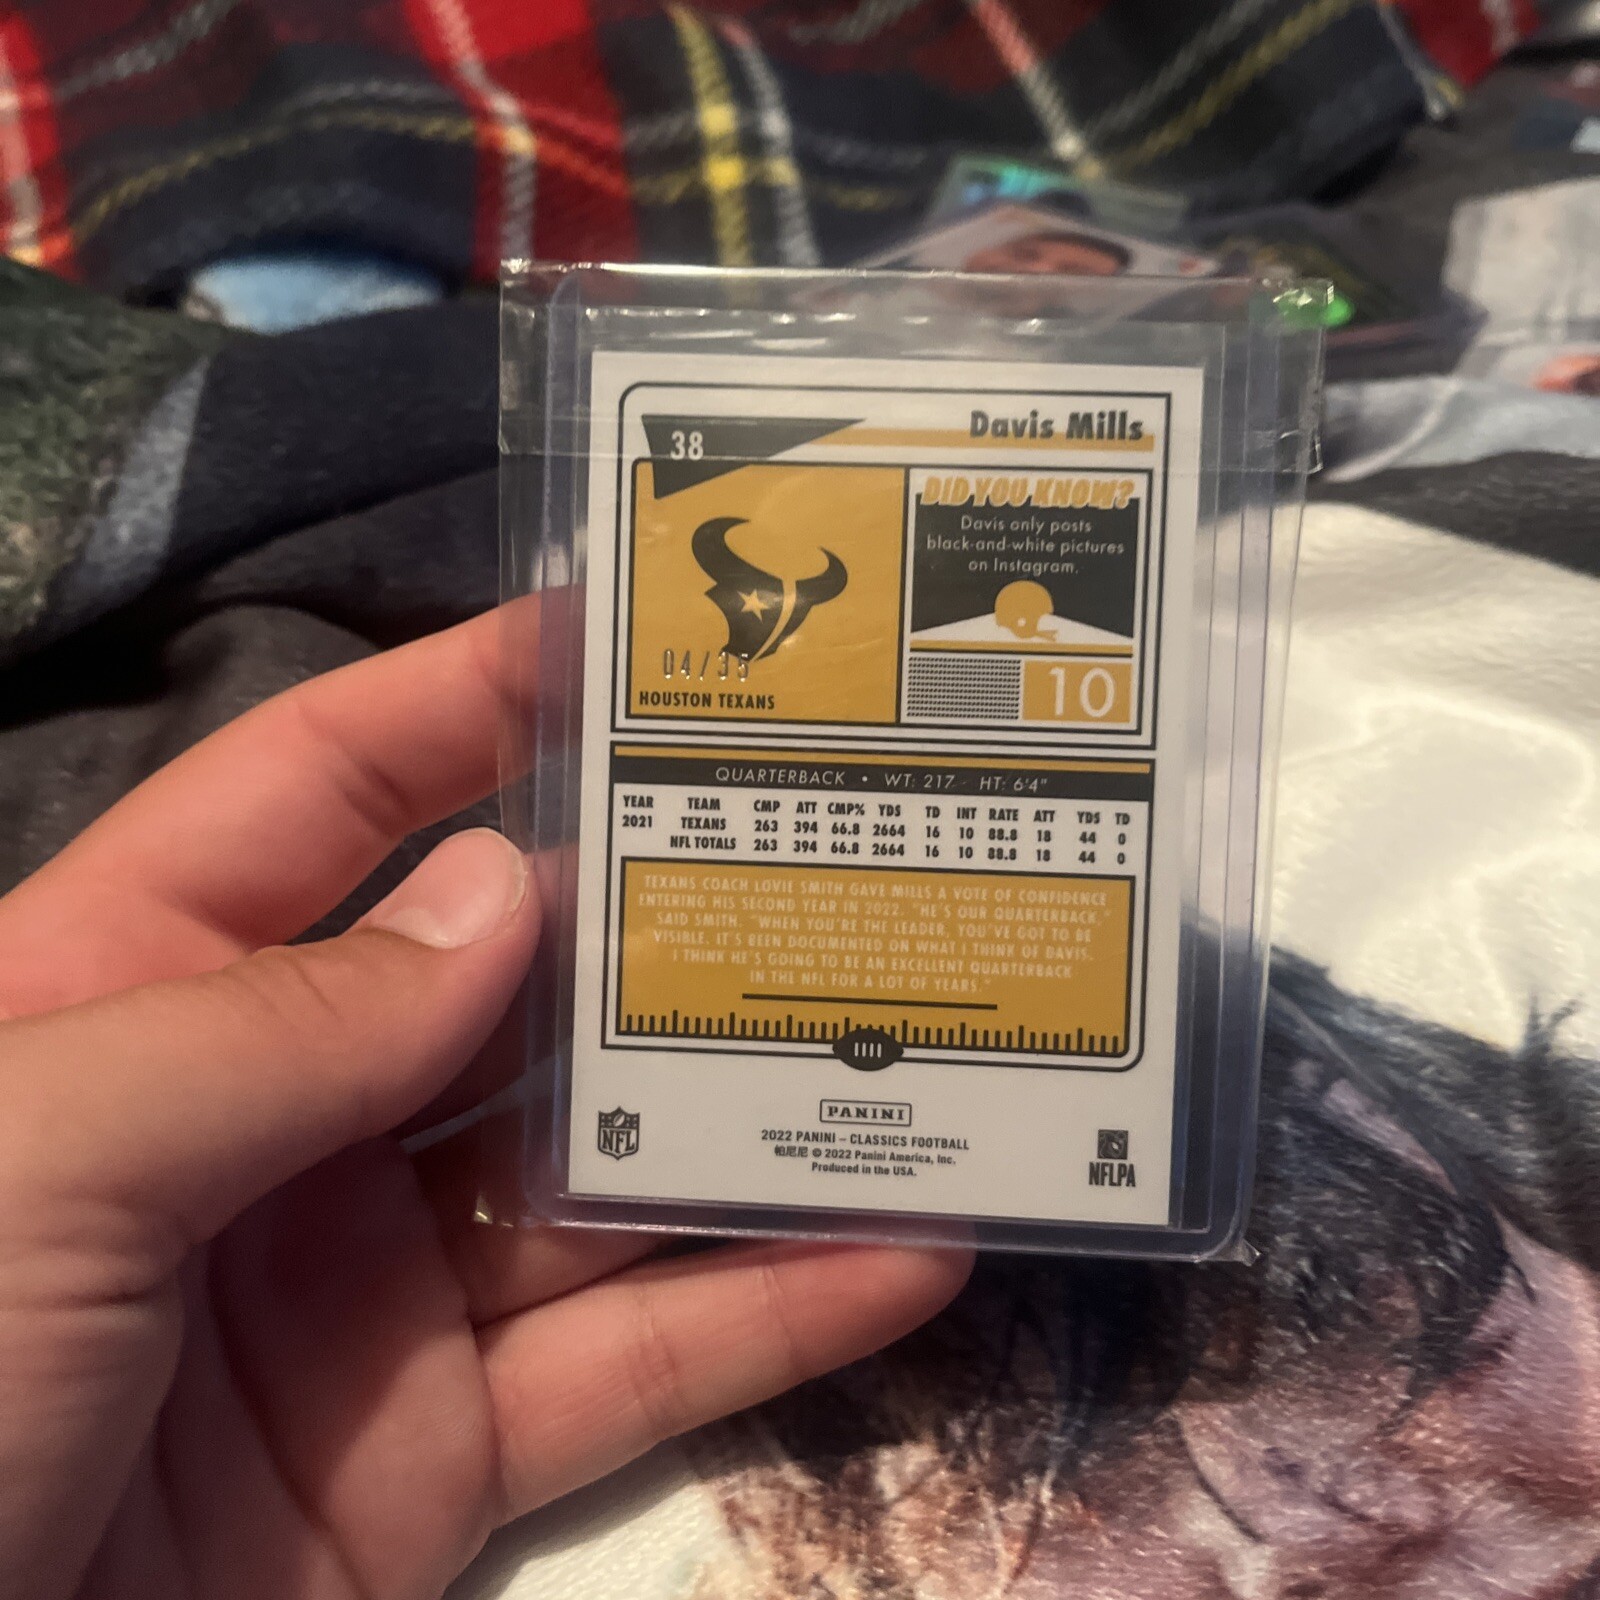 38
Davis Mills
DID YOU KNOW?
Davis only posts
black-and-white pictures
on Instagram.
04/35
HOUSTON TEXANS
10
QUARTERBACK • WT: 217 · HT: 6'4"
YEAR TEAM CMP ATT CMP% YDS TD INT RATE ATT YDS TD
2021 TEXANS 263 394 66.8 2664 16 10 88.8 18 44 0
NFL TOTALS 263 394 66.8 2664 16 10 88.8 18 44 0
TEXANS COACH LOVIE SMITH GAVE MILLS A VOTE OF CONFIDENCE
ENTERING HIS SECOND YEAR IN 2022. "HE'S OUR QUARTERBACK,"
SAID SMITH. "WHEN YOU'RE THE LEADER, YOU'VE GOT TO BE
VISIBLE. IT'S BEEN DOCUMENTED ON WHAT I THINK OF DAVIS.
I THINK HE'S GOING TO BE AN EXCELLENT QUARTERBACK
IN THE NFL FOR A LOT OF YEARS."
PANINI
NFL
2022 PANINI – CLASSICS FOOTBALL
帕尼尼 © 2022 Panini America, Inc.
Produced in the USA.
NFLPA